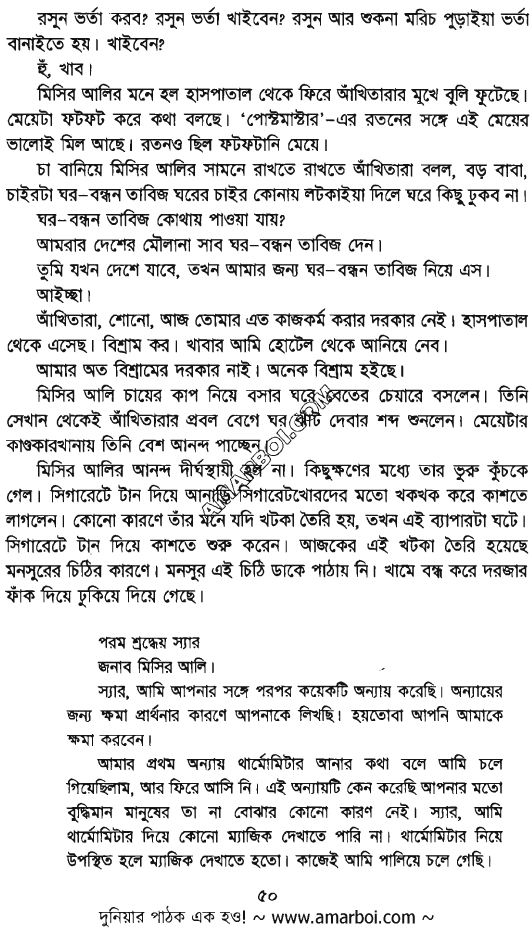 রসুন ভর্তা করব? রসুন ভর্তা খাইবেন? রসুন আর শুকনা মরিচ পুড়াইয়া ভর্তা
বানাইতে হয়। খাইবেন?
হুঁ, খাব।
মিসির আলির মনে হল হাসপাতাল থেকে ফিরে আঁখিতারার মুখে বুলি ফুটেছে।
মেয়েটা ফটফট করে কথা বলছে। ‘পোস্টমাস্টার’–এর রতনের সঙ্গে এই মেয়ের
ভালোই মিল আছে। রতনও ছিল ফটফটানি মেয়ে।
চা বানিয়ে মিসির আলির সামনে রাখতে রাখতে আঁখিতারা বলল, বড় বাবা,
চাইরটা ঘর–বন্ধন তাবিজ ঘরের চাইর কোনায় লটকাইয়া দিলে ঘরে কিছু ঢুকব না।
ঘর–বন্ধন তাবিজ কোথায় পাওয়া যায়?
আমরার দেশের মৌলানা সাব ঘর–বন্ধন তাবিজ দেন।
তুমি যখন দেশে যাবে, তখন আমার জন্য ঘর–বন্ধন তাবিজ নিয়ে এস।
আইচ্ছা।
আঁখিতারা, শোনো, আজ তোমার এত কাজকর্ম করার দরকার নেই। হাসপাতাল
থেকে এসেছ। বিশ্রাম কর। খাবার আমি হোটেল থেকে আনিয়ে নেব।
আমার অত বিশ্রামের দরকার নাই। অনেক বিশ্রাম হইছে।
মিসির আলি চায়ের কাপ নিয়ে বসার ঘরে বেতের চেয়ারে বসলেন। তিনি
সেখান থেকেই আঁখিতারার প্রবল বেগে ঘর ঝাঁট দেবার শব্দ শুনলেন। মেয়েটার
কাণ্ডকারখানায় তিনি বেশ আনন্দ পাচ্ছেন।
মিসির আলির আনন্দ দীর্ঘস্থায়ী হল না। কিছুক্ষণের মধ্যে তার ভুরু কুঁচকে
গেল। সিগারেটে টান দিয়ে আনাড়ি সিগারেটখোরদের মতো খকখক করে কাশতে
লাগলেন। কোনো কারণে তাঁর মনে যদি খটকা তৈরি হয়, তখন এই ব্যাপারটা ঘটে।
সিগারেটে টান দিয়ে কাশতে শুরু করেন। আজকের এই খটকা তৈরি হয়েছে
মনসুরের চিঠির কারণে। মনসুর এই চিঠি ডাকে পাঠায় নি। খামে বন্ধ করে দরজার
ফাঁক দিয়ে ঢুকিয়ে দিয়ে গেছে।
পরম শ্রদ্ধেয় স্যার
জনাব মিসির আলি।
স্যার, আমি আপনার সঙ্গে পরপর কয়েকটি অন্যায় করেছি। অন্যায়ের
জন্য ক্ষমা প্রার্থনার কারণে আপনাকে লিখছি। হয়তোবা আপনি আমাকে
ক্ষমা করবেন।
আমার প্রথম অন্যায় থার্মোমিটার আনার কথা বলে আমি চলে
গিয়েছিলাম, আর ফিরে আসি নি। এই অন্যায়টি কেন করেছি আপনার মতো
বুদ্ধিমান মানুষের তা না বোঝার কোনো কারণ নেই। স্যার, আমি
থার্মোমিটার দিয়ে কোনো ম্যাজিক দেখাতে পারি না। থার্মোমিটার নিয়ে
উপস্থিত হলে ম্যাজিক দেখাতে হতো। কাজেই আমি পালিয়ে চলে গেছি।
৫০
দুনিয়ার পাঠক এক হও! ~ www.amarboi.com ~
AMARBOI.COM